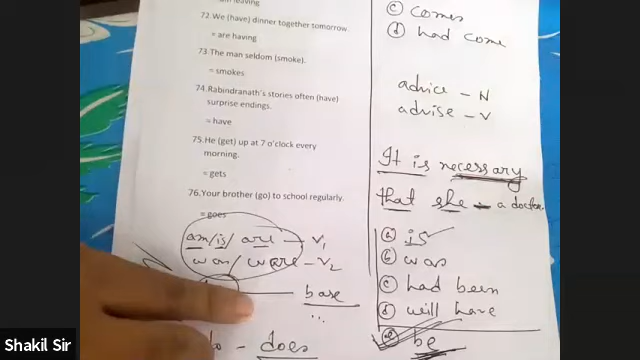 am leaving
72 We (have) dinner together tomorrow.
= are having
73. The man seldom (smoke).
= smokes
74. Rabindranath's stories often (have)
surprise endings.
= have
75. He (get) up at 7 o'clock every
morning.
= gets
76. Your brother (go) to school regularly.
= goes
am/is/are — V1
was/were — V2
base
...
do - does
c comes
d had come
advice - N
advise - V
It is necessary
that she - a doctor.
a is
b was
c had been
d will have
e be
Shakil Sir